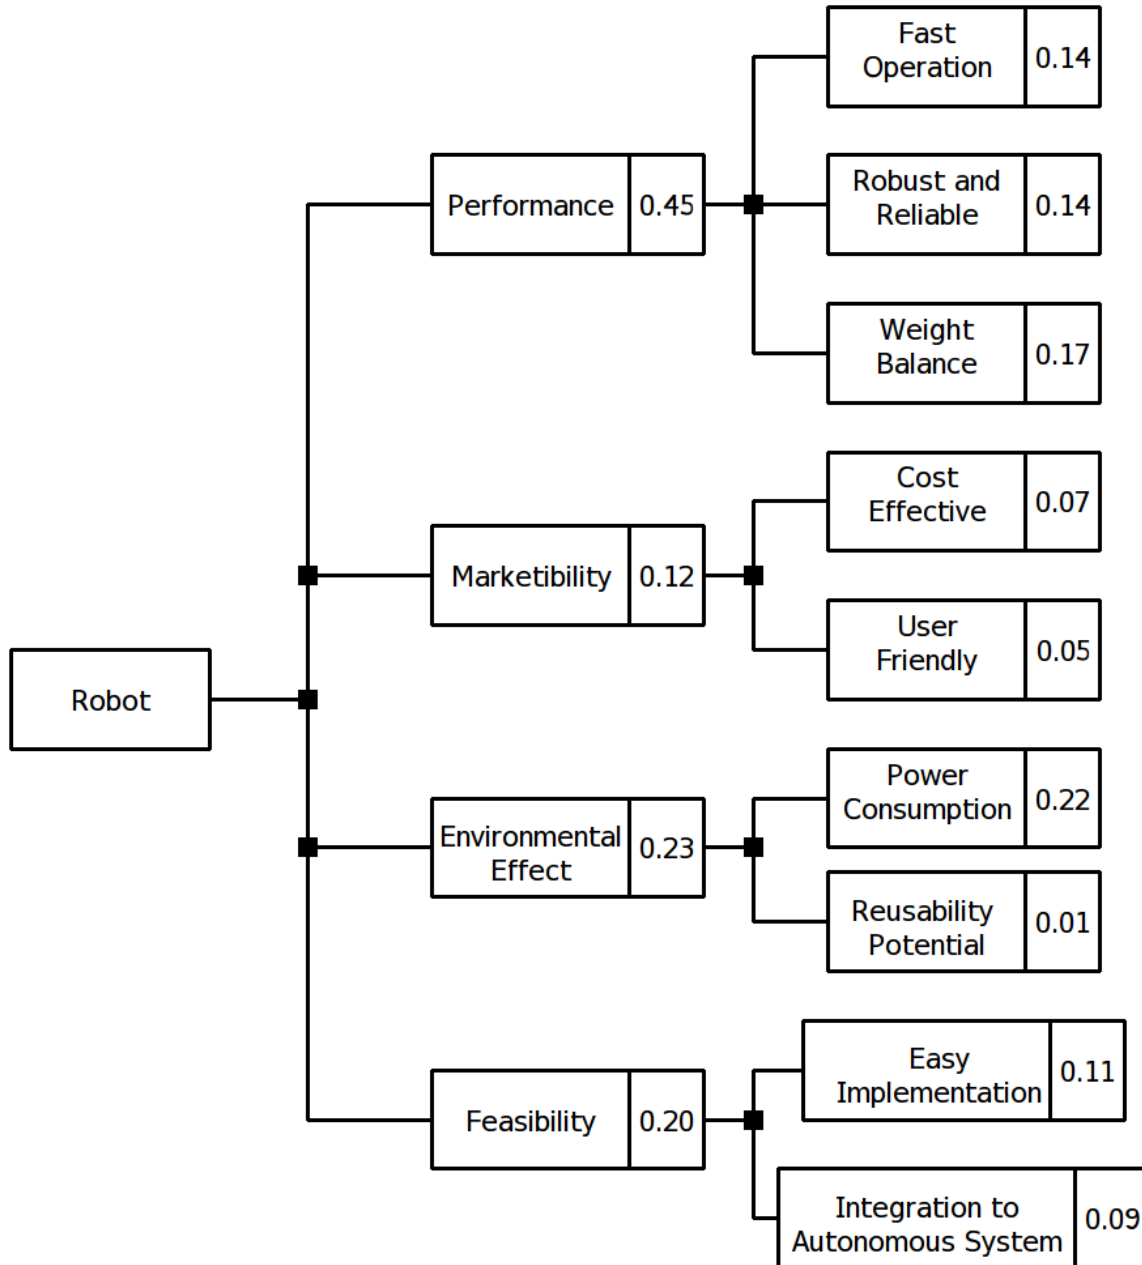 Fast
Operation
0.14
Performance
0.45
Robust and
Reliable
0.14
Weight
Balance
0.17
Cost
Effective
0.07
Marketibility
0.12
User
Friendly
0.05
Robot
Power
Consumption
0.22
Environmental
Effect
0.23
Reusability
Potential
0.01
Easy
Implementation
0.11
Feasibility
0.20
Integration to
Autonomous System
0.09